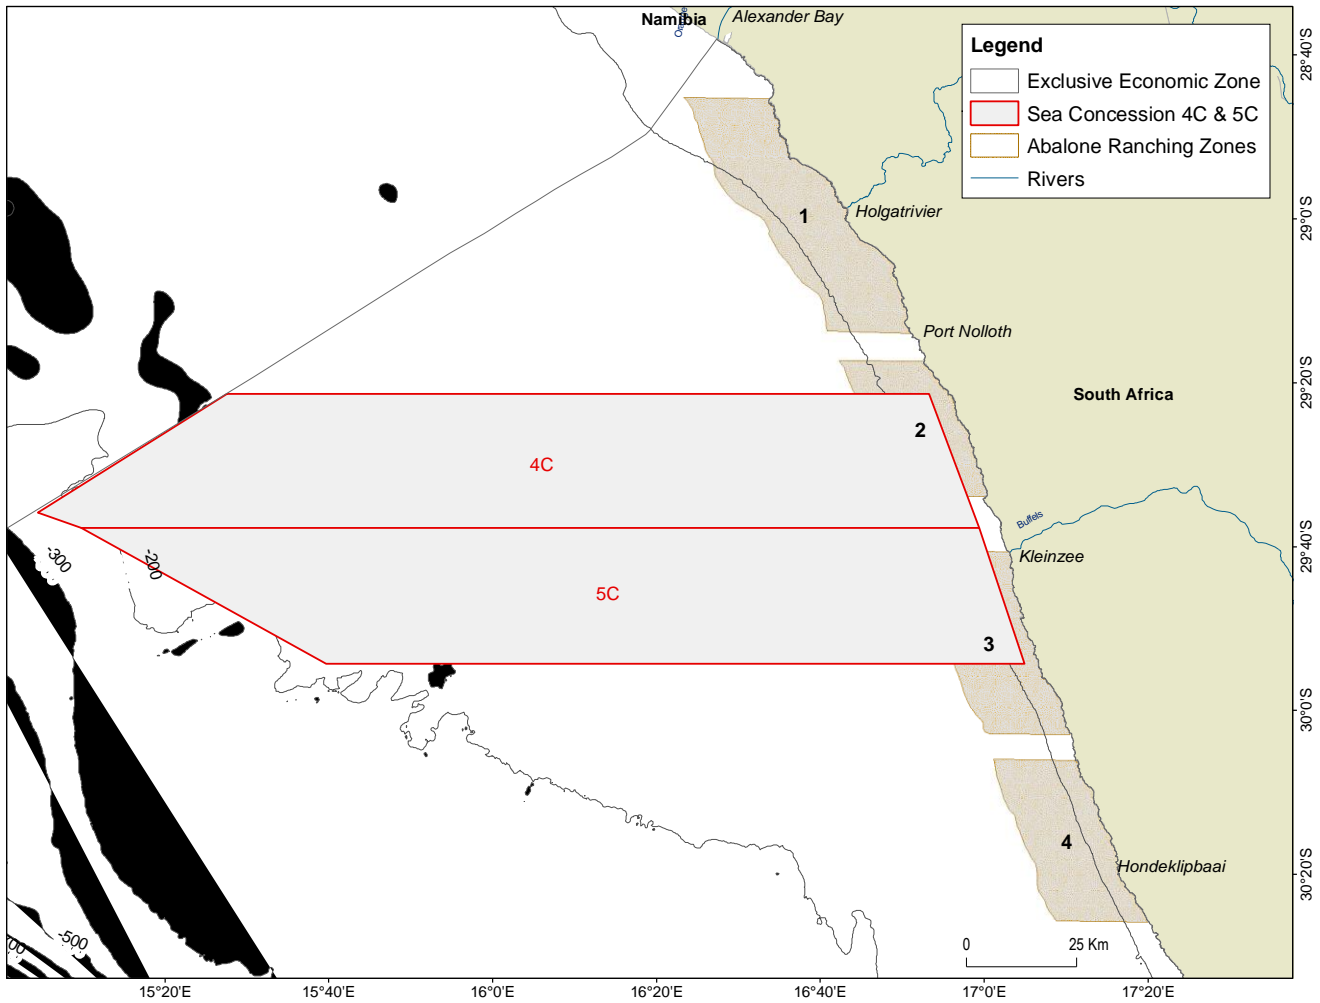 Namibia
Alexander Bay
Legend
Exclusive Economic Zone
Sea Concession 4C & 5C
Abalone Ranching Zones
Rivers
28°40'S
1
Holgatrivier
29°0'S
Port Nolloth
29°20'S
South Africa
2
4C
Buffels
29°40'S
Kleinzee
-300
-200
5C
3
30°0'S
4
Hondeklipbaai
30°20'S
-500
0
25 Km
15°20'E
15°40'E
16°0'E
16°20'E
16°40'E
17°0'E
17°20'E